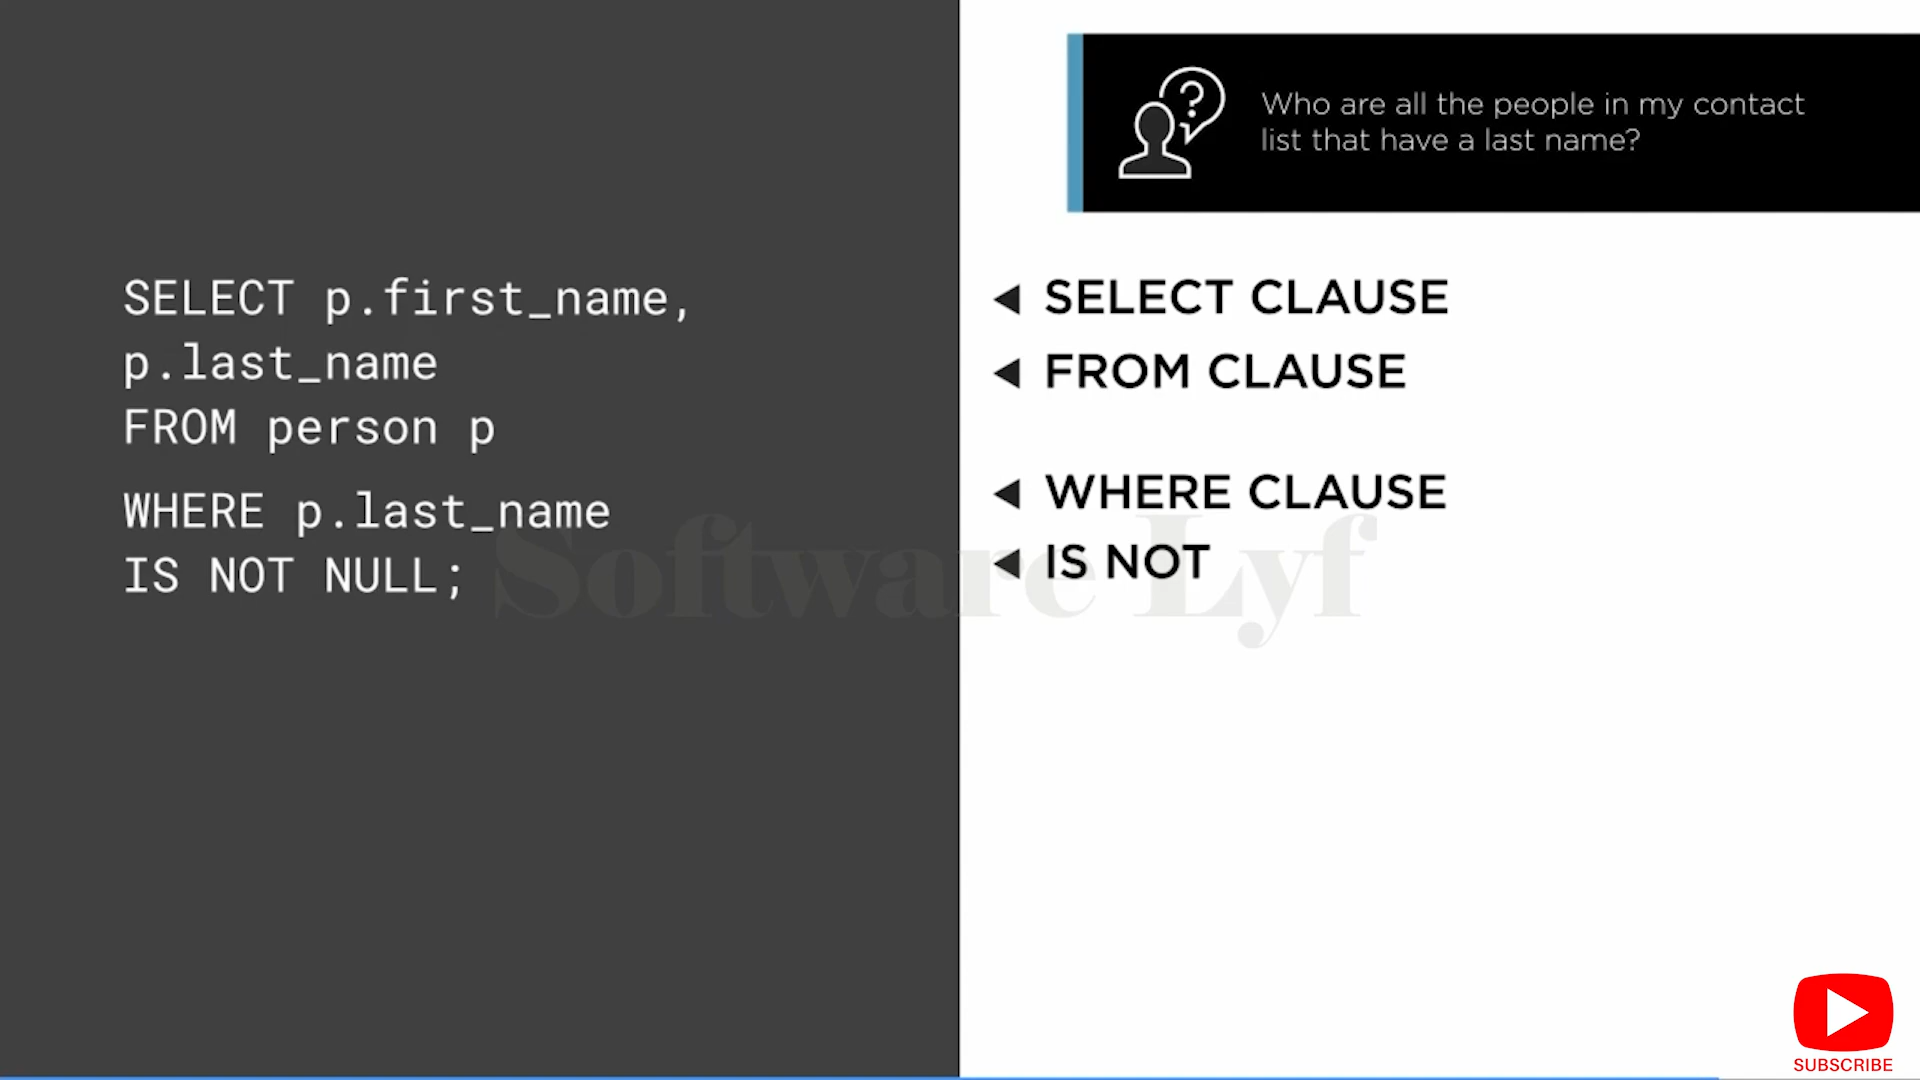 Who are all the people in my contact
list that have a last name?
SELECT p.first_name,
p.last_name
FROM person p
WHERE p.last_name
IS NOT NULL;
SELECT CLAUSE
FROM CLAUSE
WHERE CLAUSE
IS NOT
Software Lyf
SUBSCRIBE